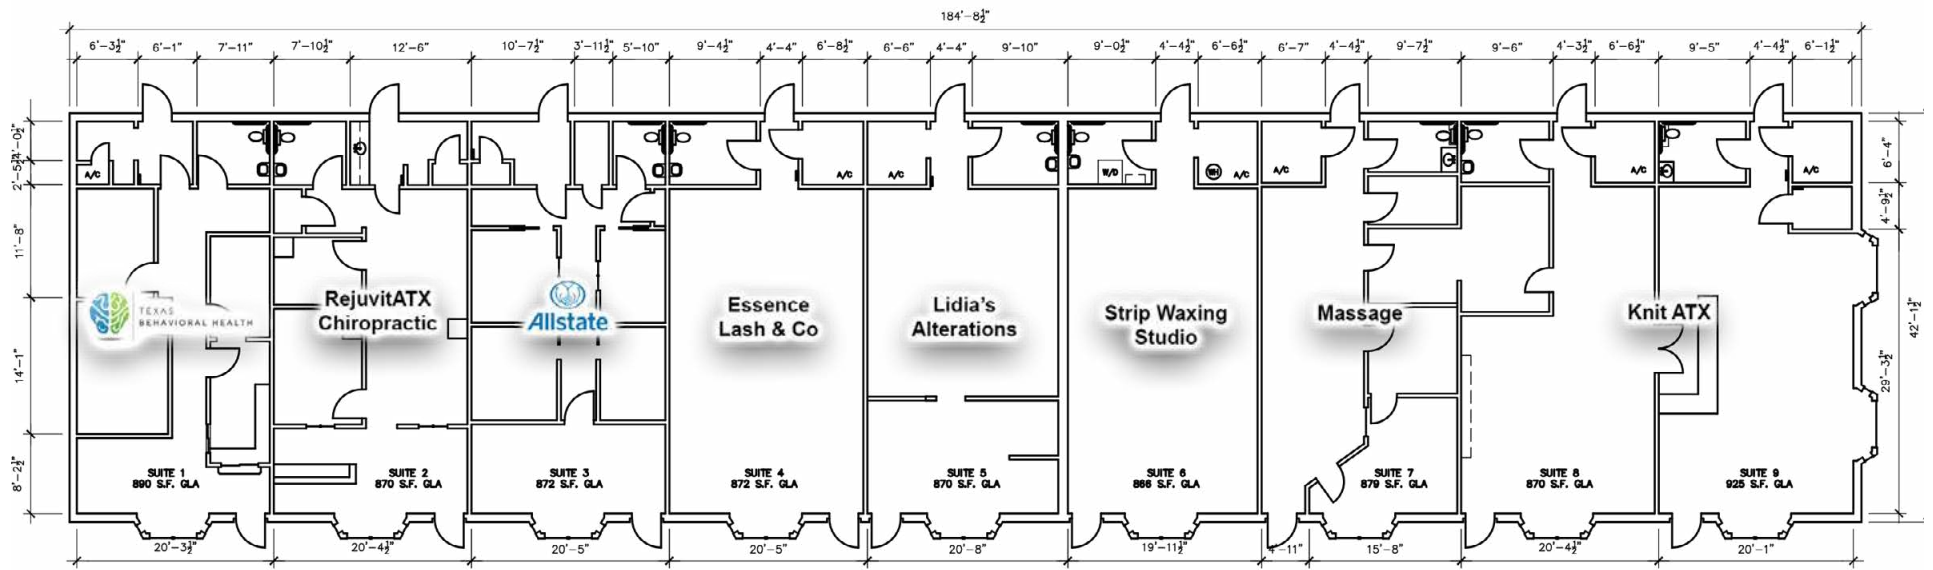 184'-8½"
6'-3½" 6'-1" 7'-11" 7'-10½" 12'-6" 10'-7½" 3'-11½" 5'-10" 9'-4½" 4'-4" 6'-8½" 6'-6" 4'-4" 9'-10" 9'-0½" 4'-4½" 6'-6½" 6'-7" 4'-4½" 9'-7½" 9'-6" 4'-3½" 6'-6½" 9'-5" 4'-4½" 6'-1½"
4'-0½"
2'-5½"
11'-8"
14'-1"
8'-2½"
6'-4"
4'-9½"
42'-1½"
29'-3½"
A/C
A/C
A/C
W/D
WH
A/C
A/C
A/C
A/C
TEXAS
BEHAVIORAL HEALTH
RejuvitATX
Chiropractic
Allstate
Essence
Lash & Co
Lidia's
Alterations
Strip Waxing
Studio
Massage
Knit ATX
SUITE 1
890 S.F. GLA
SUITE 2
870 S.F. GLA
SUITE 3
872 S.F. GLA
SUITE 4
872 S.F. GLA
SUITE 5
870 S.F. GLA
SUITE 6
866 S.F. GLA
SUITE 7
879 S.F. GLA
SUITE 8
870 S.F. GLA
SUITE 9
925 S.F. GLA
20'-3½" 20'-4½" 20'-5" 20'-5" 20'-8" 19'-11½" 4'-11" 15'-8" 20'-4½" 20'-1"